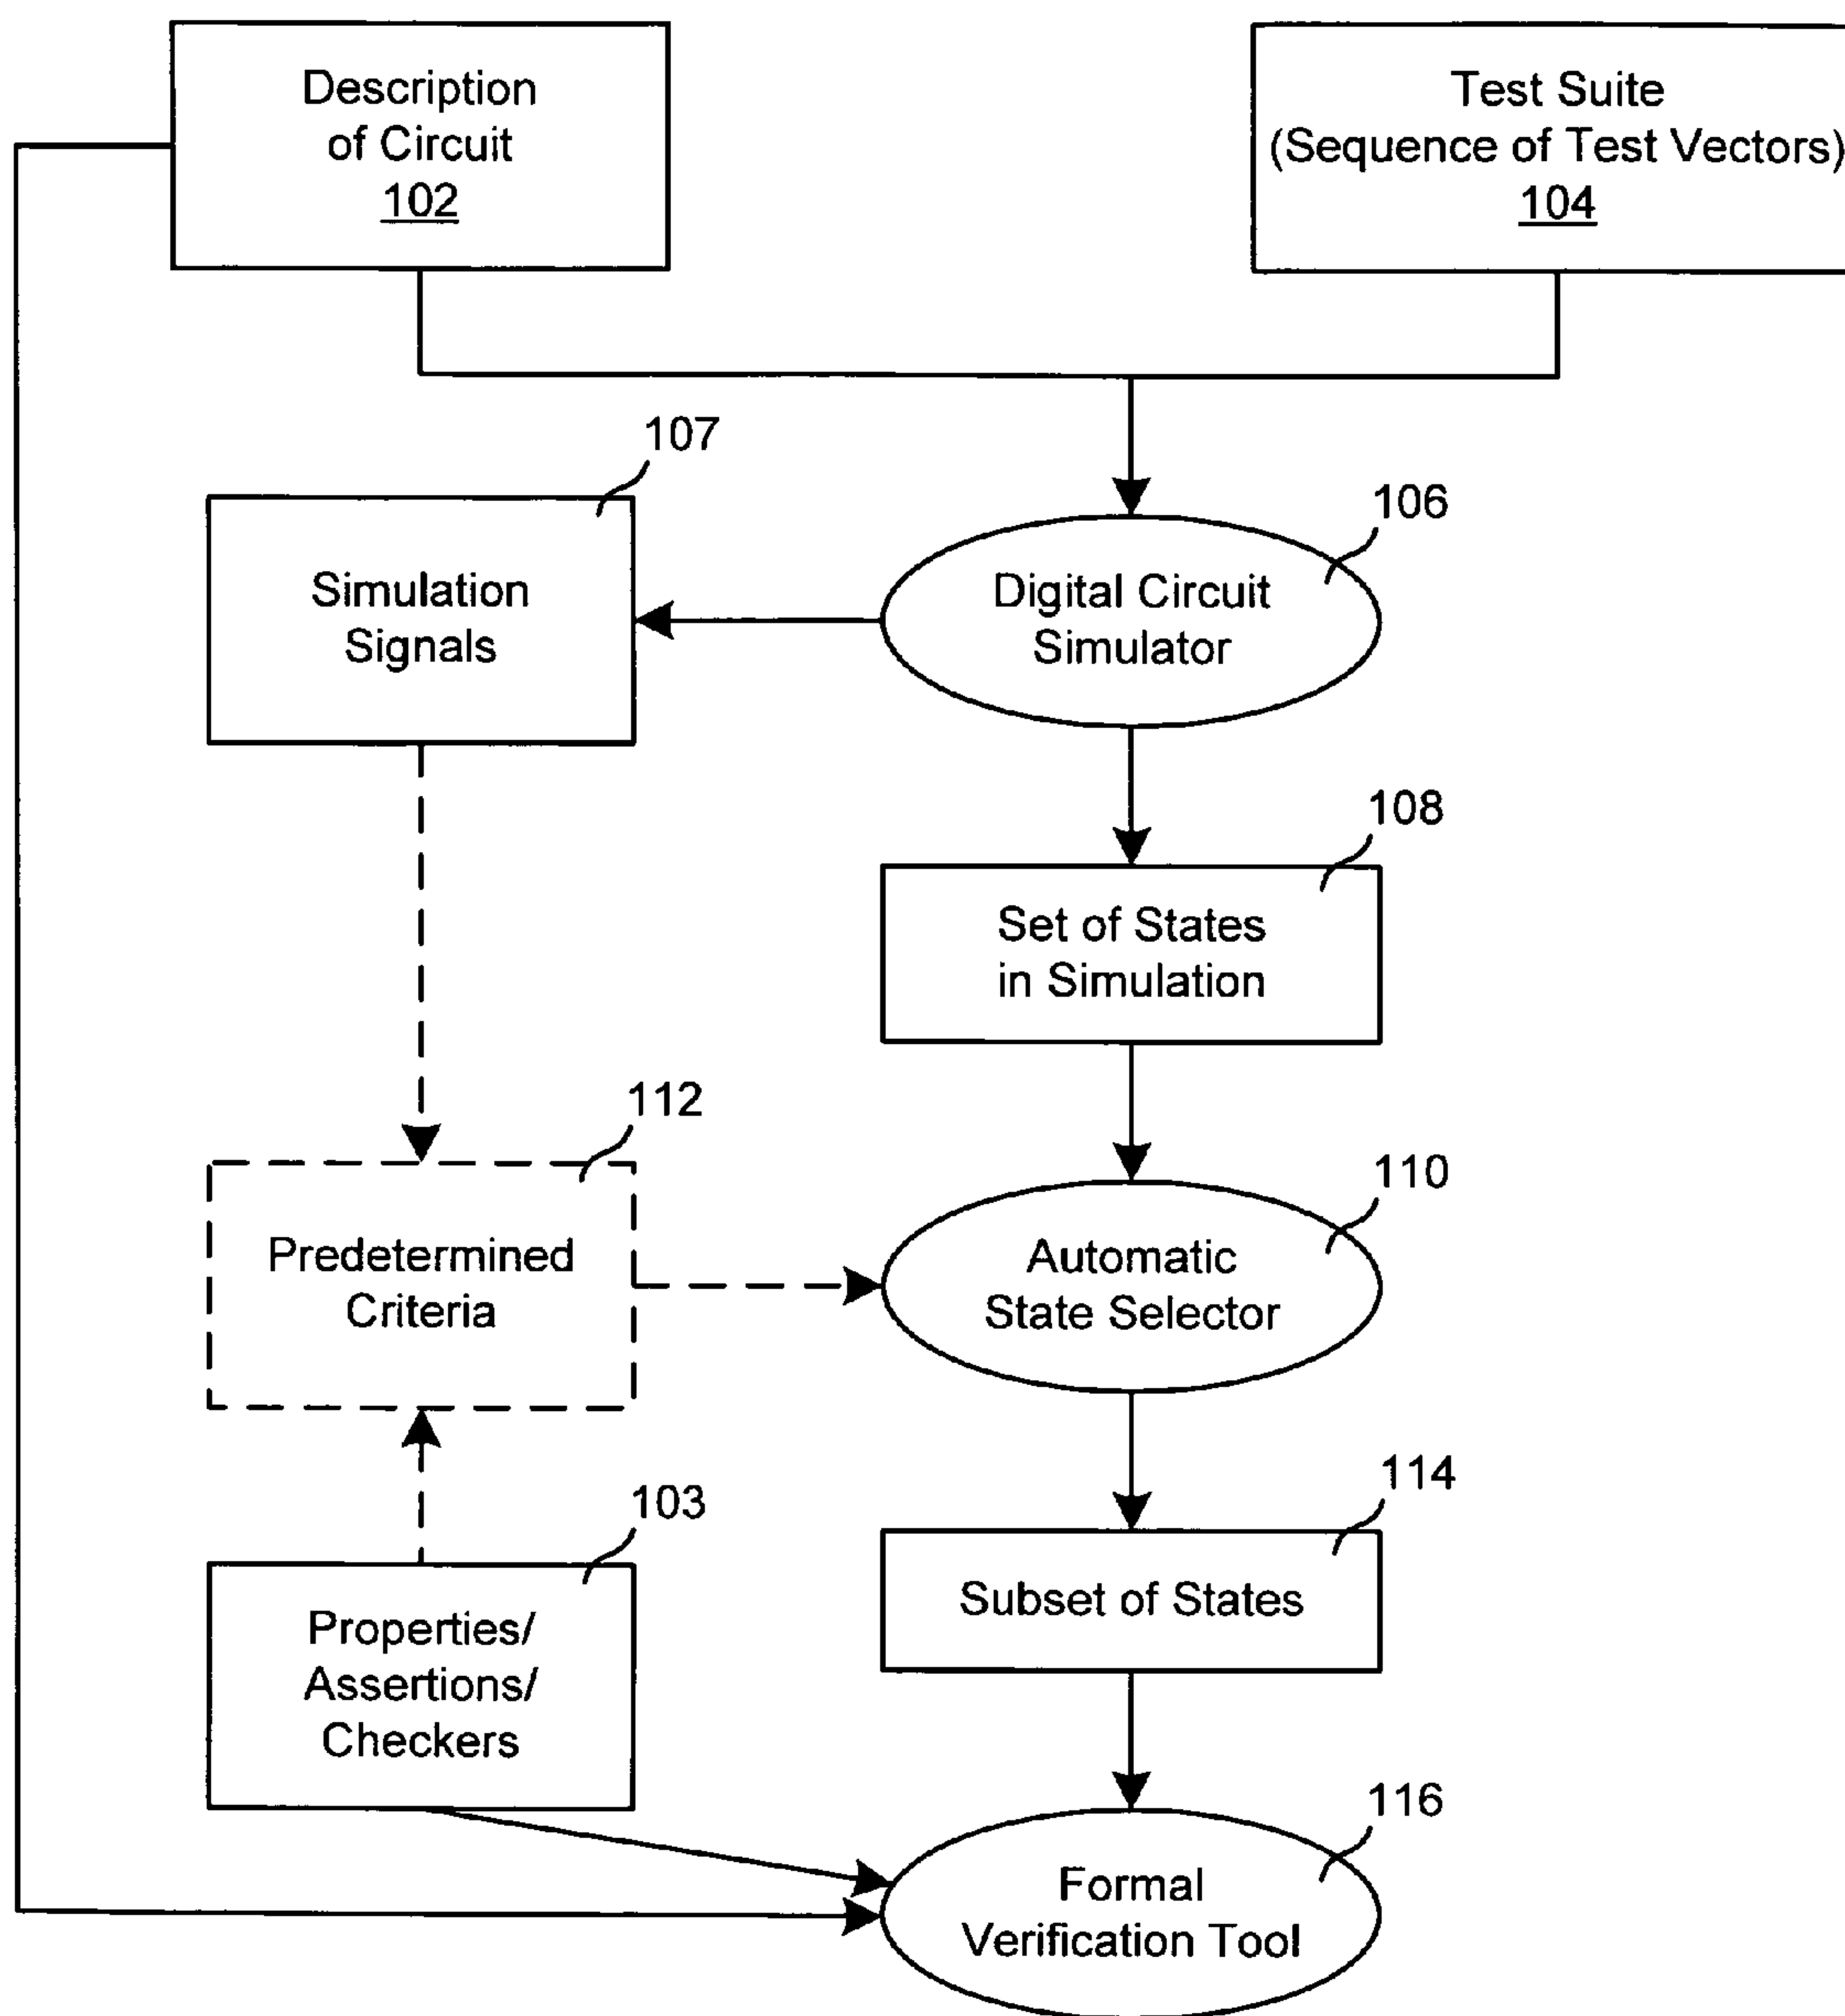 Description
of Circuit
102
Test Suite
(Sequence of Test Vectors)
104
107
Simulation
Signals
106
Digital Circuit
Simulator
108
Set of States
in Simulation
112
Predetermined
Criteria
110
Automatic
State Selector
103
Properties/
Assertions/
Checkers
114
Subset of States
116
Formal
Verification Tool